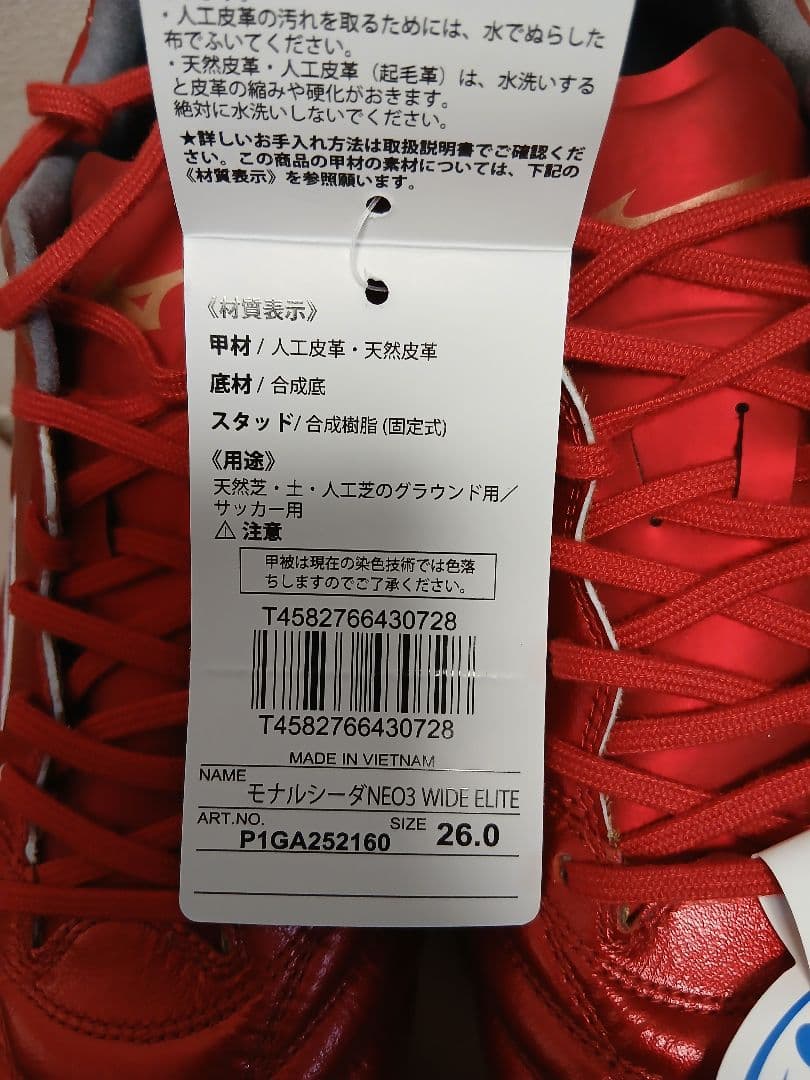 ・人工皮革の汚れを取るためには、水でぬらした
布でふいてください。
・天然皮革・人工皮革（起毛革）は、水洗いする
と皮革の縮みや硬化がおきます。
絶対に水洗いしないでください。
★詳しいお手入れ方法は取扱説明書でご確認くだ
さい。この商品の甲材の素材については、下記の
《材質表示》を参照願います。
《材質表示》
甲材 / 人工皮革・天然皮革
底材 / 合成底
スタッド/ 合成樹脂 (固定式)
《用途》
天然芝・土・人工芝のグラウンド用／
サッカー用
⚠ 注意
甲被は現在の染色技術では色落
ちしますのでご了承ください。
T4582766430728
T4582766430728
MADE IN VIETNAM
NAME モナルシーダNEO3 WIDE ELITE
ART.NO. P1GA252160 SIZE 26.0